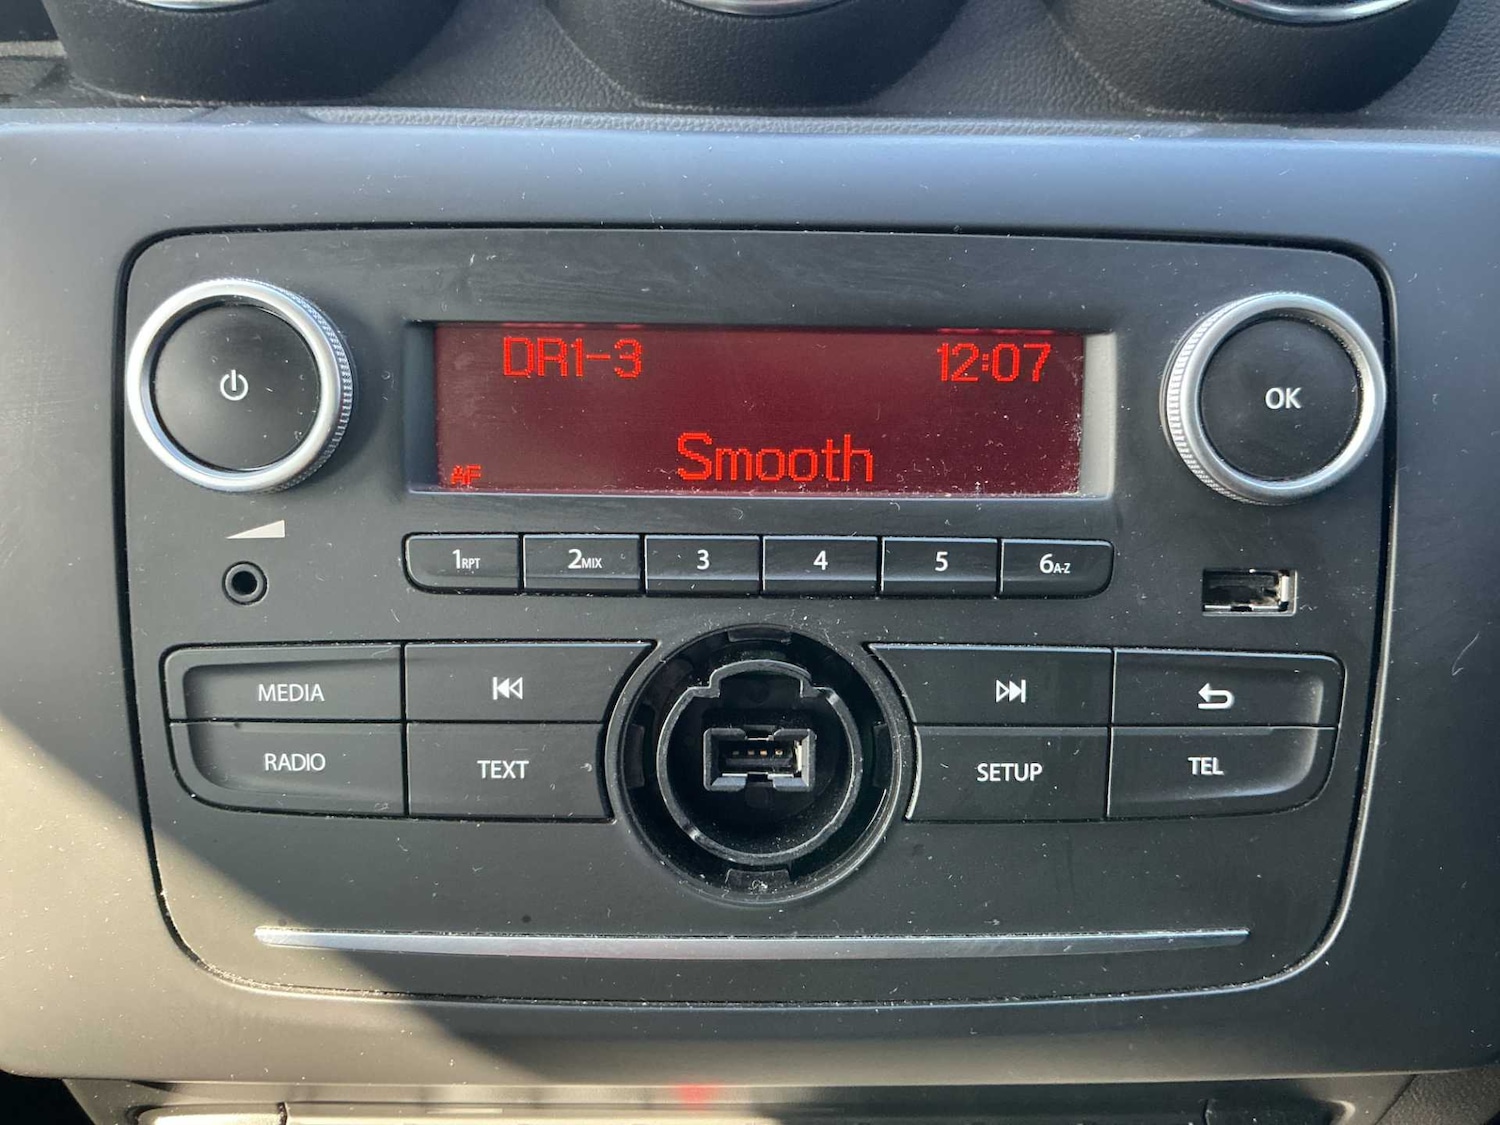 DR1-3 12:07
Smooth
AF
OK
1RPT 2MIX 3 4 5 6A-Z
MEDIA
RADIO TEXT SETUP TEL